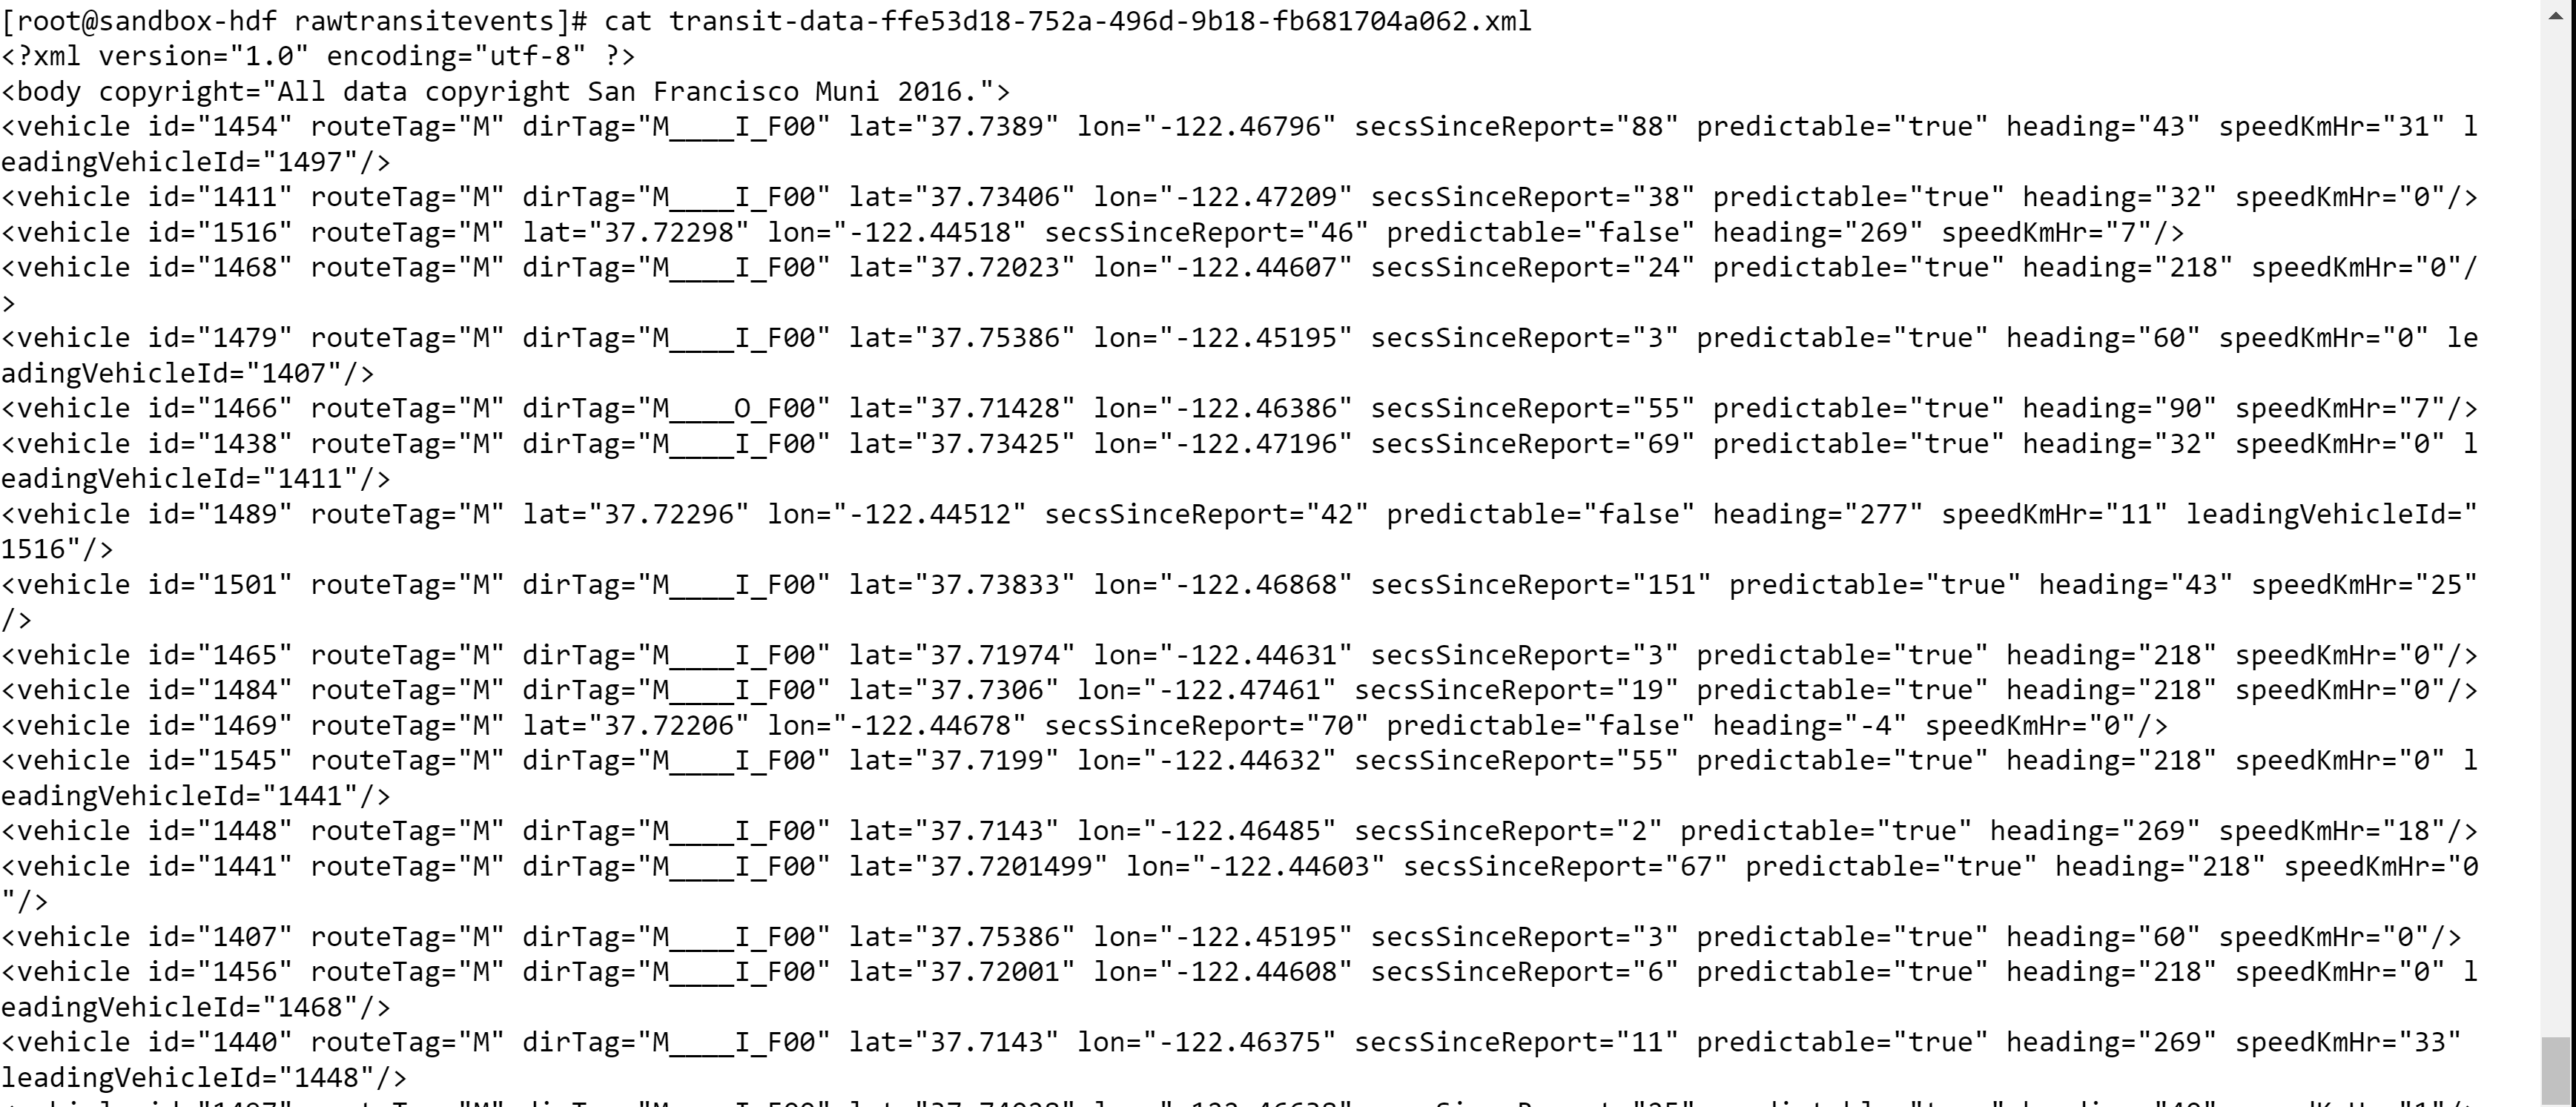 [root@sandbox-hdf rawtransitevents]# cat transit-data-ffe53d18-752a-496d-9b18-fb681704a062.xml
<?xml version="1.0" encoding="utf-8" ?>
<body copyright="All data copyright San Francisco Muni 2016.">
<vehicle id="1454" routeTag="M" dirTag="M____I_F00" lat="37.7389" lon="-122.46796" secsSinceReport="88" predictable="true" heading="43" speedKmHr="31" l
eadingVehicleId="1497"/>
<vehicle id="1411" routeTag="M" dirTag="M____I_F00" lat="37.73406" lon="-122.47209" secsSinceReport="38" predictable="true" heading="32" speedKmHr="0"/>
<vehicle id="1516" routeTag="M" lat="37.72298" lon="-122.44518" secsSinceReport="46" predictable="false" heading="269" speedKmHr="7"/>
<vehicle id="1468" routeTag="M" dirTag="M____I_F00" lat="37.72023" lon="-122.44607" secsSinceReport="24" predictable="true" heading="218" speedKmHr="0"/
>
<vehicle id="1479" routeTag="M" dirTag="M____I_F00" lat="37.75386" lon="-122.45195" secsSinceReport="3" predictable="true" heading="60" speedKmHr="0" le
adingVehicleId="1407"/>
<vehicle id="1466" routeTag="M" dirTag="M____O_F00" lat="37.71428" lon="-122.46386" secsSinceReport="55" predictable="true" heading="90" speedKmHr="7"/>
<vehicle id="1438" routeTag="M" dirTag="M____I_F00" lat="37.73425" lon="-122.47196" secsSinceReport="69" predictable="true" heading="32" speedKmHr="0" l
eadingVehicleId="1411"/>
<vehicle id="1489" routeTag="M" lat="37.72296" lon="-122.44512" secsSinceReport="42" predictable="false" heading="277" speedKmHr="11" leadingVehicleId="
1516"/>
<vehicle id="1501" routeTag="M" dirTag="M____I_F00" lat="37.73833" lon="-122.46868" secsSinceReport="151" predictable="true" heading="43" speedKmHr="25"
/>
<vehicle id="1465" routeTag="M" dirTag="M____I_F00" lat="37.71974" lon="-122.44631" secsSinceReport="3" predictable="true" heading="218" speedKmHr="0"/>
<vehicle id="1484" routeTag="M" dirTag="M____I_F00" lat="37.7306" lon="-122.47461" secsSinceReport="19" predictable="true" heading="218" speedKmHr="0"/>
<vehicle id="1469" routeTag="M" lat="37.72206" lon="-122.44678" secsSinceReport="70" predictable="false" heading="-4" speedKmHr="0"/>
<vehicle id="1545" routeTag="M" dirTag="M____I_F00" lat="37.7199" lon="-122.44632" secsSinceReport="55" predictable="true" heading="218" speedKmHr="0" l
eadingVehicleId="1441"/>
<vehicle id="1448" routeTag="M" dirTag="M____I_F00" lat="37.7143" lon="-122.46485" secsSinceReport="2" predictable="true" heading="269" speedKmHr="18"/>
<vehicle id="1441" routeTag="M" dirTag="M____I_F00" lat="37.7201499" lon="-122.44603" secsSinceReport="67" predictable="true" heading="218" speedKmHr="0
"/>
<vehicle id="1407" routeTag="M" dirTag="M____I_F00" lat="37.75386" lon="-122.45195" secsSinceReport="3" predictable="true" heading="60" speedKmHr="0"/>
<vehicle id="1456" routeTag="M" dirTag="M____I_F00" lat="37.72001" lon="-122.44608" secsSinceReport="6" predictable="true" heading="218" speedKmHr="0" l
eadingVehicleId="1468"/>
<vehicle id="1440" routeTag="M" dirTag="M____I_F00" lat="37.7143" lon="-122.46375" secsSinceReport="11" predictable="true" heading="269" speedKmHr="33"
leadingVehicleId="1448"/>